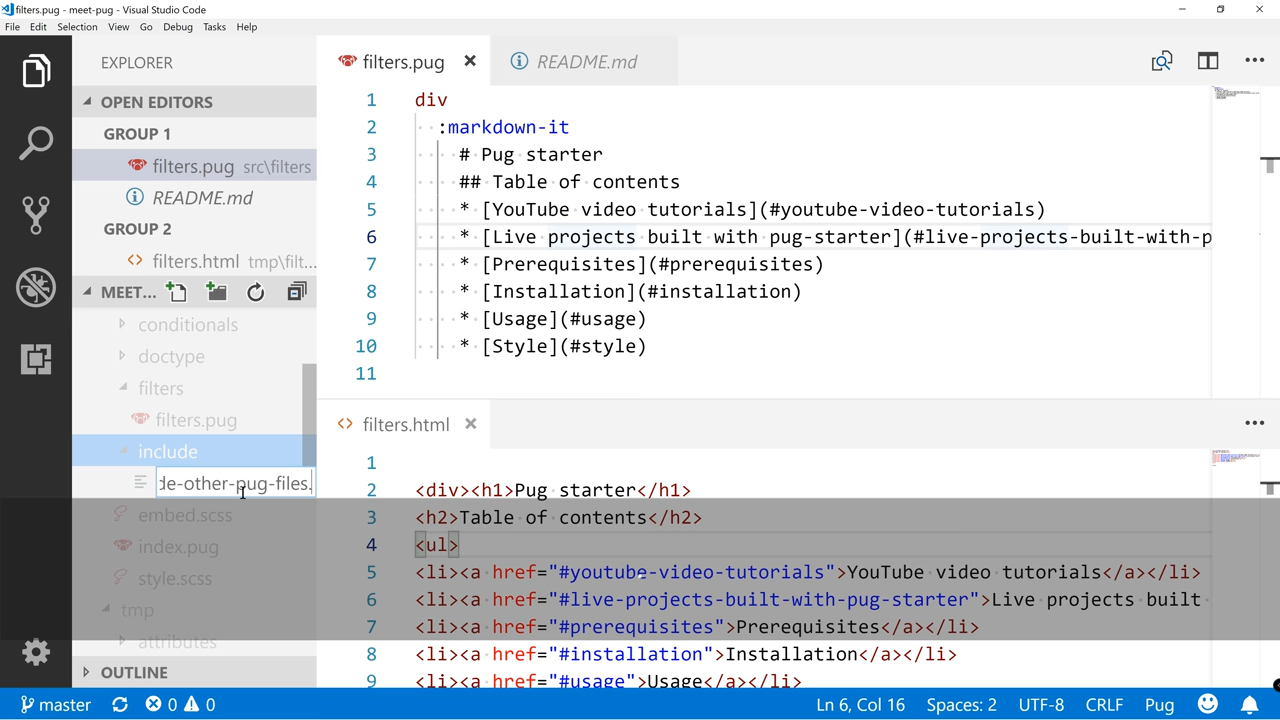 filters.pug - meet-pug - Visual Studio Code
File Edit Selection View Go Debug Tasks Help
EXPLORER
OPEN EDITORS
GROUP 1
filters.pug src\filters
README.md
GROUP 2
filters.html tmp\filt...
MEET...
conditionals
doctype
filters
filters.pug
include
de-other-pug-files.
embed.scss
index.pug
style.scss
tmp
attributes
OUTLINE
filters.pug
README.md
1 div
2 :markdown-it
3 # Pug starter
4 ## Table of contents
5 * [YouTube video tutorials](#youtube-video-tutorials)
6 * [Live projects built with pug-starter](#live-projects-built-with-p
7 * [Prerequisites](#prerequisites)
8 * [Installation](#installation)
9 * [Usage](#usage)
10 * [Style](#style)
11
filters.html
1
2 <div><h1>Pug starter</h1>
3 <h2>Table of contents</h2>
4 <ul>
5 <li><a href="#youtube-video-tutorials">YouTube video tutorials</a></li>
6 <li><a href="#live-projects-built-with-pug-starter">Live projects built
7 <li><a href="#prerequisites">Prerequisites</a></li>
8 <li><a href="#installation">Installation</a></li>
9 <li><a href="#usage">Usage</a></li>
master 0 0 Ln 6, Col 16 Spaces: 2 UTF-8 CRLF Pug